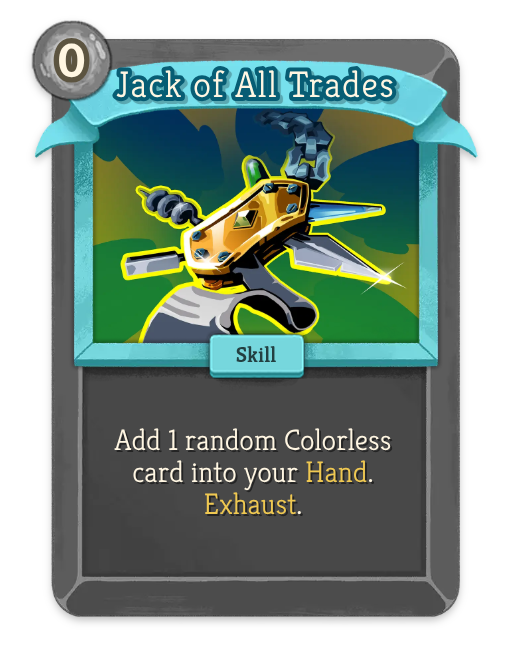 0
Jack of All Trades
Skill
Add 1 random Colorless
card into your Hand.
Exhaust.